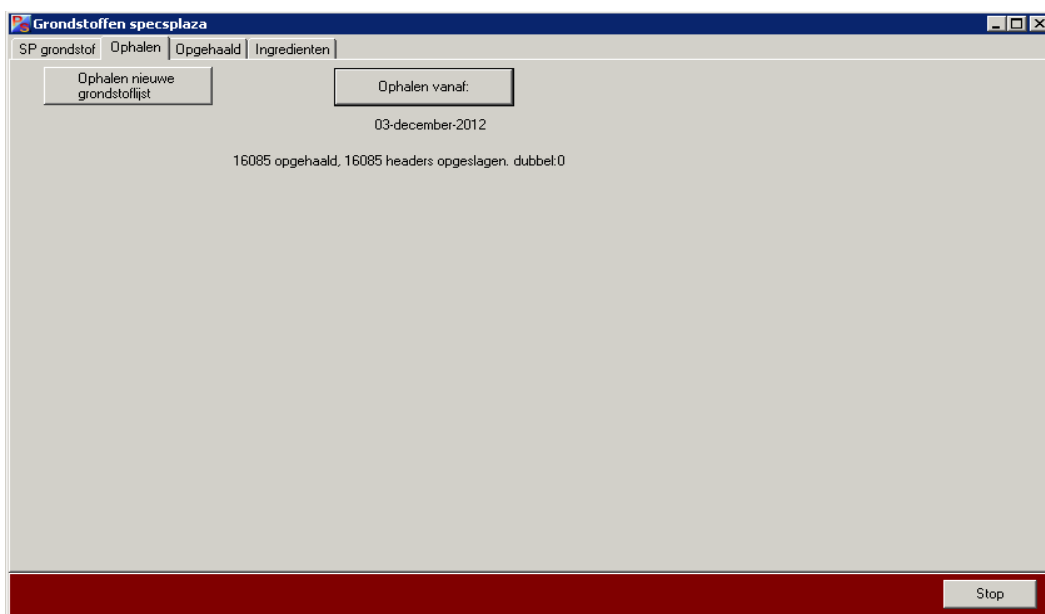 Grondstoffen specsplaza
SP grondstof Ophalen Opgehaald Ingredienten
Ophalen nieuwe
grondstoflijst
Ophalen vanaf:
03-december-2012
16085 opgehaald, 16085 headers opgeslagen. dubbel:0
Stop